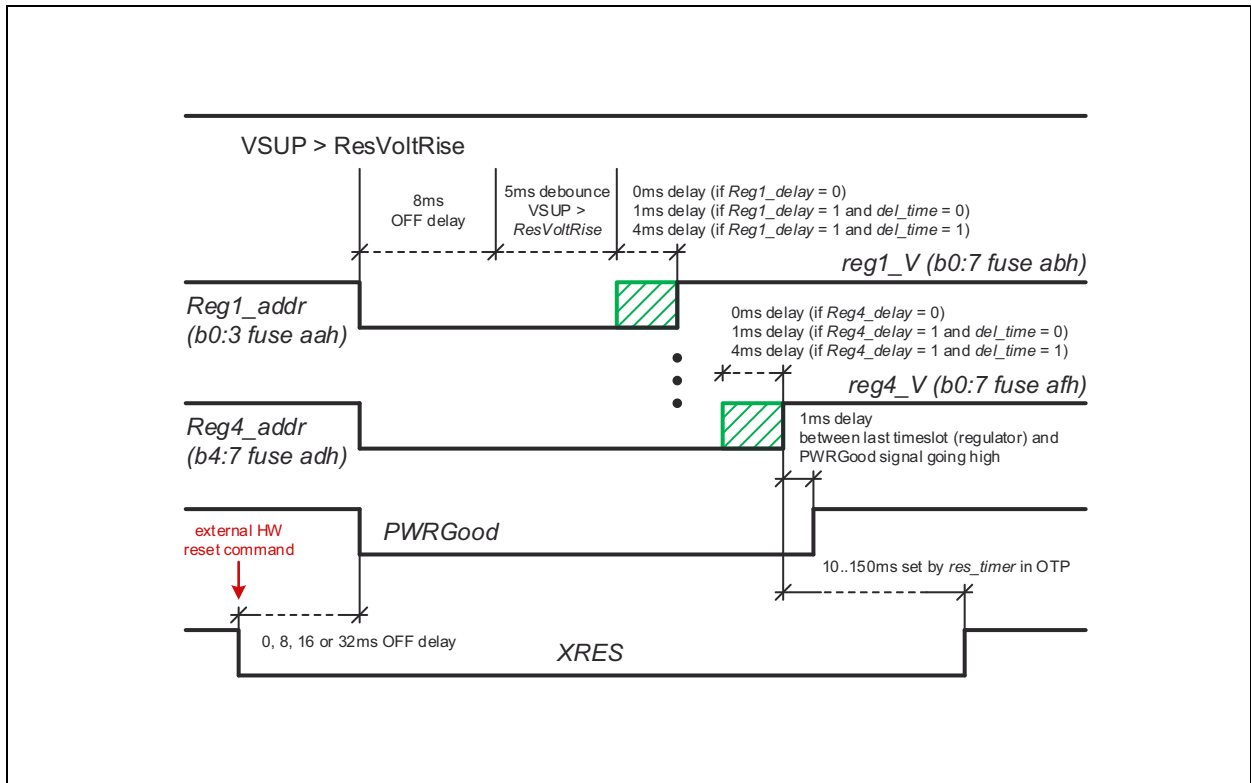 VSUP > ResVoltRise
8ms
OFF delay
5ms debounce
VSUP >
ResVoltRise
0ms delay (if Reg1_delay = 0)
1ms delay (if Reg1_delay = 1 and del_time = 0)
4ms delay (if Reg1_delay = 1 and del_time = 1)
reg1_V (b0:7 fuse abh)
Reg1_addr
(b0:3 fuse aah)
0ms delay (if Reg4_delay = 0)
1ms delay (if Reg4_delay = 1 and del_time = 0)
4ms delay (if Reg4_delay = 1 and del_time = 1)
reg4_V (b0:7 fuse afh)
Reg4_addr
(b4:7 fuse adh)
1ms delay
between last timeslot (regulator) and
PWRGood signal going high
external HW
reset command
PWRGood
10..150ms set by res_timer in OTP
0, 8, 16 or 32ms OFF delay
XRES